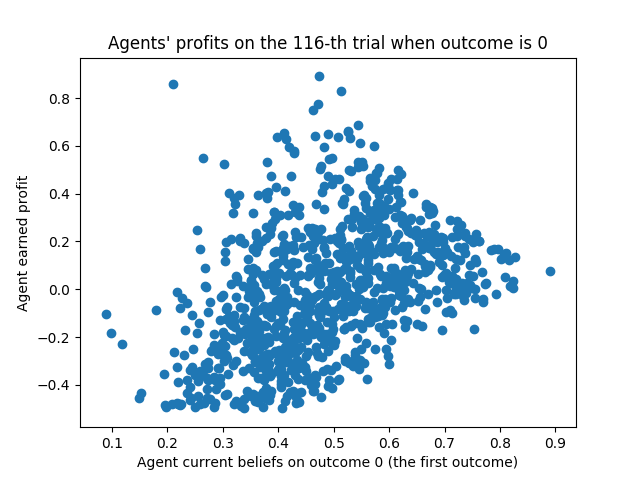 Agents' profits on the 116-th trial when outcome is 0
Agent earned profit
0.8
0.6
0.4
0.2
0.0
−0.2
−0.4
0.1 0.2 0.3 0.4 0.5 0.6 0.7 0.8 0.9
Agent current beliefs on outcome 0 (the first outcome)